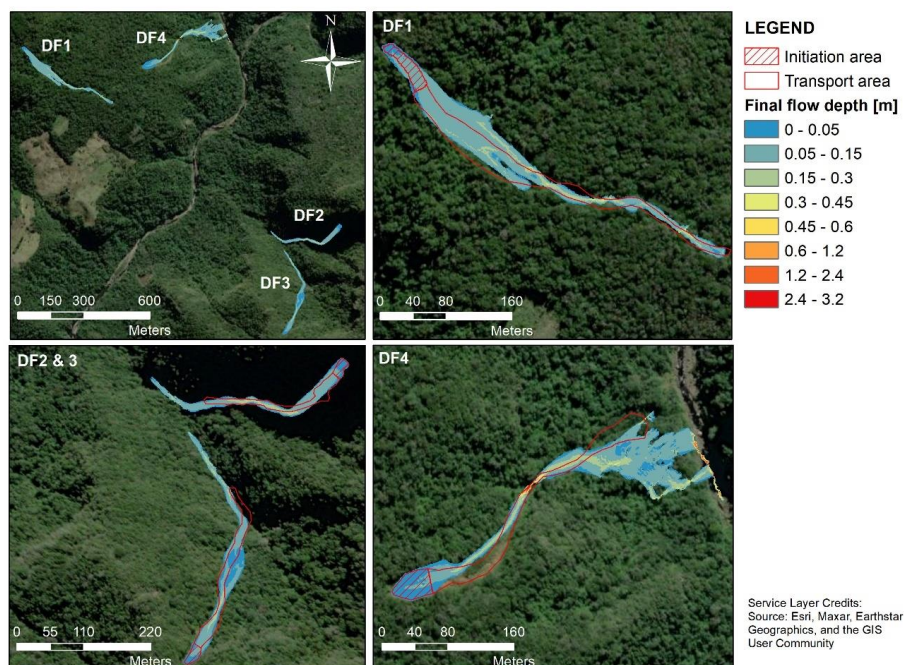 DF1
DF4
N
DF2
DF3
0 150 300 600
Meters
DF1
0 40 80 160
Meters
LEGEND
Initiation area
Transport area
Final flow depth [m]
0 - 0.05
0.05 - 0.15
0.15 - 0.3
0.3 - 0.45
0.45 - 0.6
0.6 - 1.2
1.2 - 2.4
2.4 - 3.2
DF2 & 3
0 55 110 220
Meters
DF4
0 40 80 160
Meters
Service Layer Credits:
Source: Esri, Maxar, Earthstar
Geographics, and the GIS
User Community